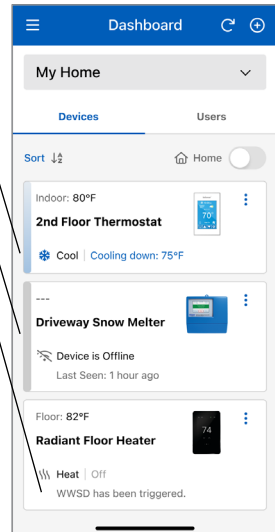 Dashboard
My Home
Devices Users
Sort Home
Indoor: 80°F
2nd Floor Thermostat
70°
Cool | Cooling down: 75°F
---
Driveway Snow Melter
Device is Offline
Last Seen: 1 hour ago
Floor: 82°F
Radiant Floor Heater
74
Heat | Off
WWSD has been triggered.